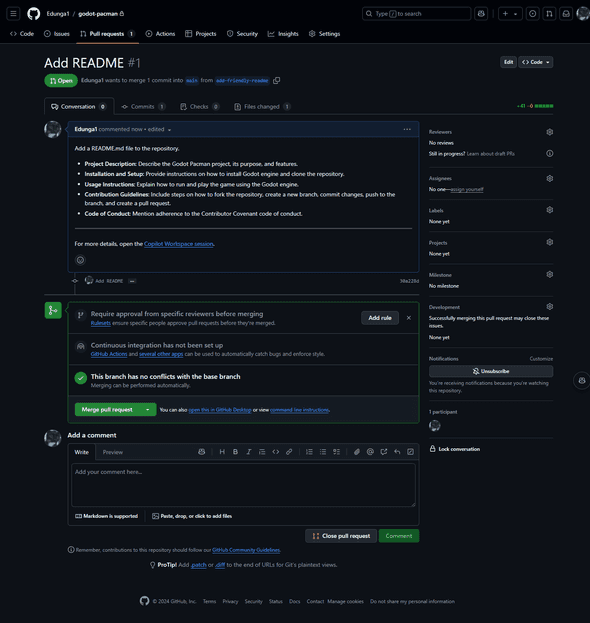 Edunga1 / godot-pacman
Type / to search
Code
Issues
Pull requests 1
Actions
Projects
Security
Insights
Settings
Add README #1
Edit
Code
Open
Edunga1 wants to merge 1 commit into main from add-friendly-readme
Conversation 0
Commits 1
Checks 0
Files changed 1
+41 −0
Edunga1 commented now • edited
Add a README.md file to the repository.
Project Description: Describe the Godot Pacman project, its purpose, and features.
Installation and Setup: Provide instructions on how to install Godot engine and clone the repository.
Usage Instructions: Explain how to run and play the game using the Godot engine.
Contribution Guidelines: Include steps on how to fork the repository, create a new branch, commit changes, push to the
branch, and create a pull request.
Code of Conduct: Mention adherence to the Contributor Covenant code of conduct.
For more details, open the Copilot Workspace session.
Add README
30a220d
Require approval from specific reviewers before merging
Rulesets ensure specific people approve pull requests before they're merged.
Add rule
Continuous integration has not been set up
GitHub Actions and several other apps can be used to automatically catch bugs and enforce style.
This branch has no conflicts with the base branch
Merging can be performed automatically.
Merge pull request
You can also open this in GitHub Desktop or view command line instructions.
Add a comment
Write
Preview
Add your comment here...
Markdown is supported
Paste, drop, or click to add files
Close pull request
Comment
Remember, contributions to this repository should follow our GitHub Community Guidelines.
ProTip! Add .patch or .diff to the end of URLs for Git's plaintext views.
Reviewers
No reviews
Still in progress? Learn about draft PRs
Assignees
No one—assign yourself
Labels
None yet
Projects
None yet
Milestone
No milestone
Development
Successfully merging this pull request may close these
issues.
None yet
Notifications
Customize
Unsubscribe
You're receiving notifications because you're watching
this repository.
1 participant
Lock conversation
© 2024 GitHub, Inc.
Terms
Privacy
Security
Status
Docs
Contact
Manage cookies
Do not share my personal information